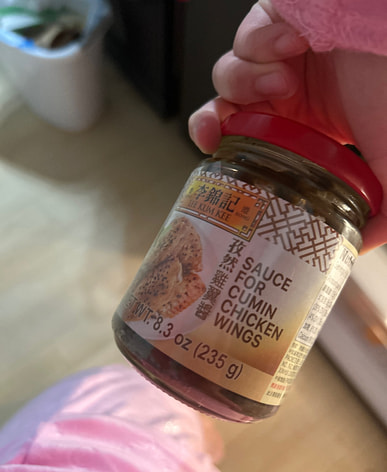 李錦記
LEE KUM KEE
孜然雞翼醬
SAUCE
FOR
CUMIN
CHICKEN
WINGS
WT. 8.3 oz (235 g)